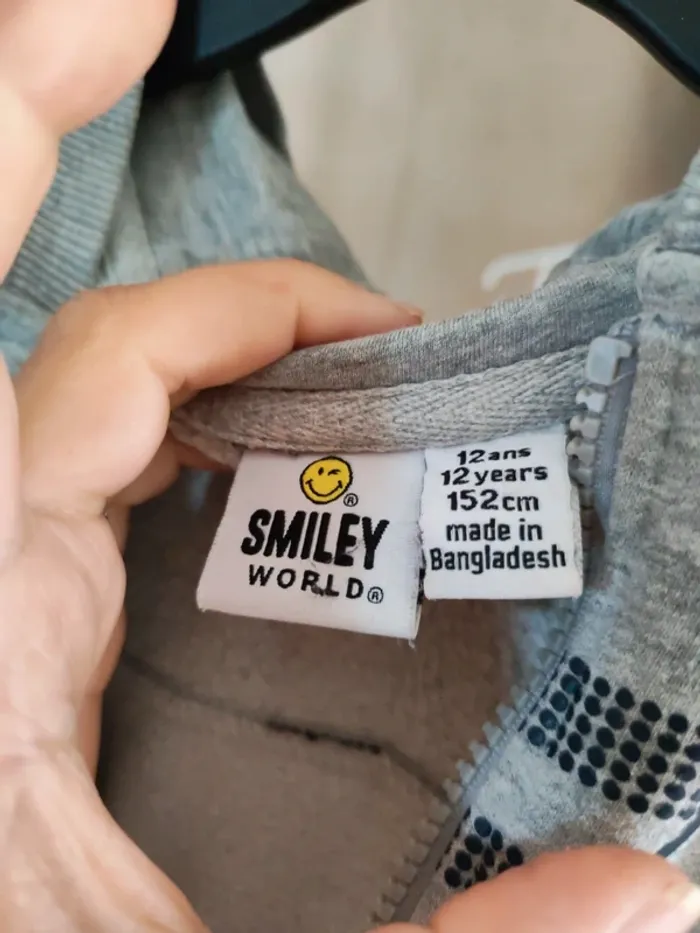 ®
SMILEY
WORLD®
12ans
12years
152cm
made in
Bangladesh